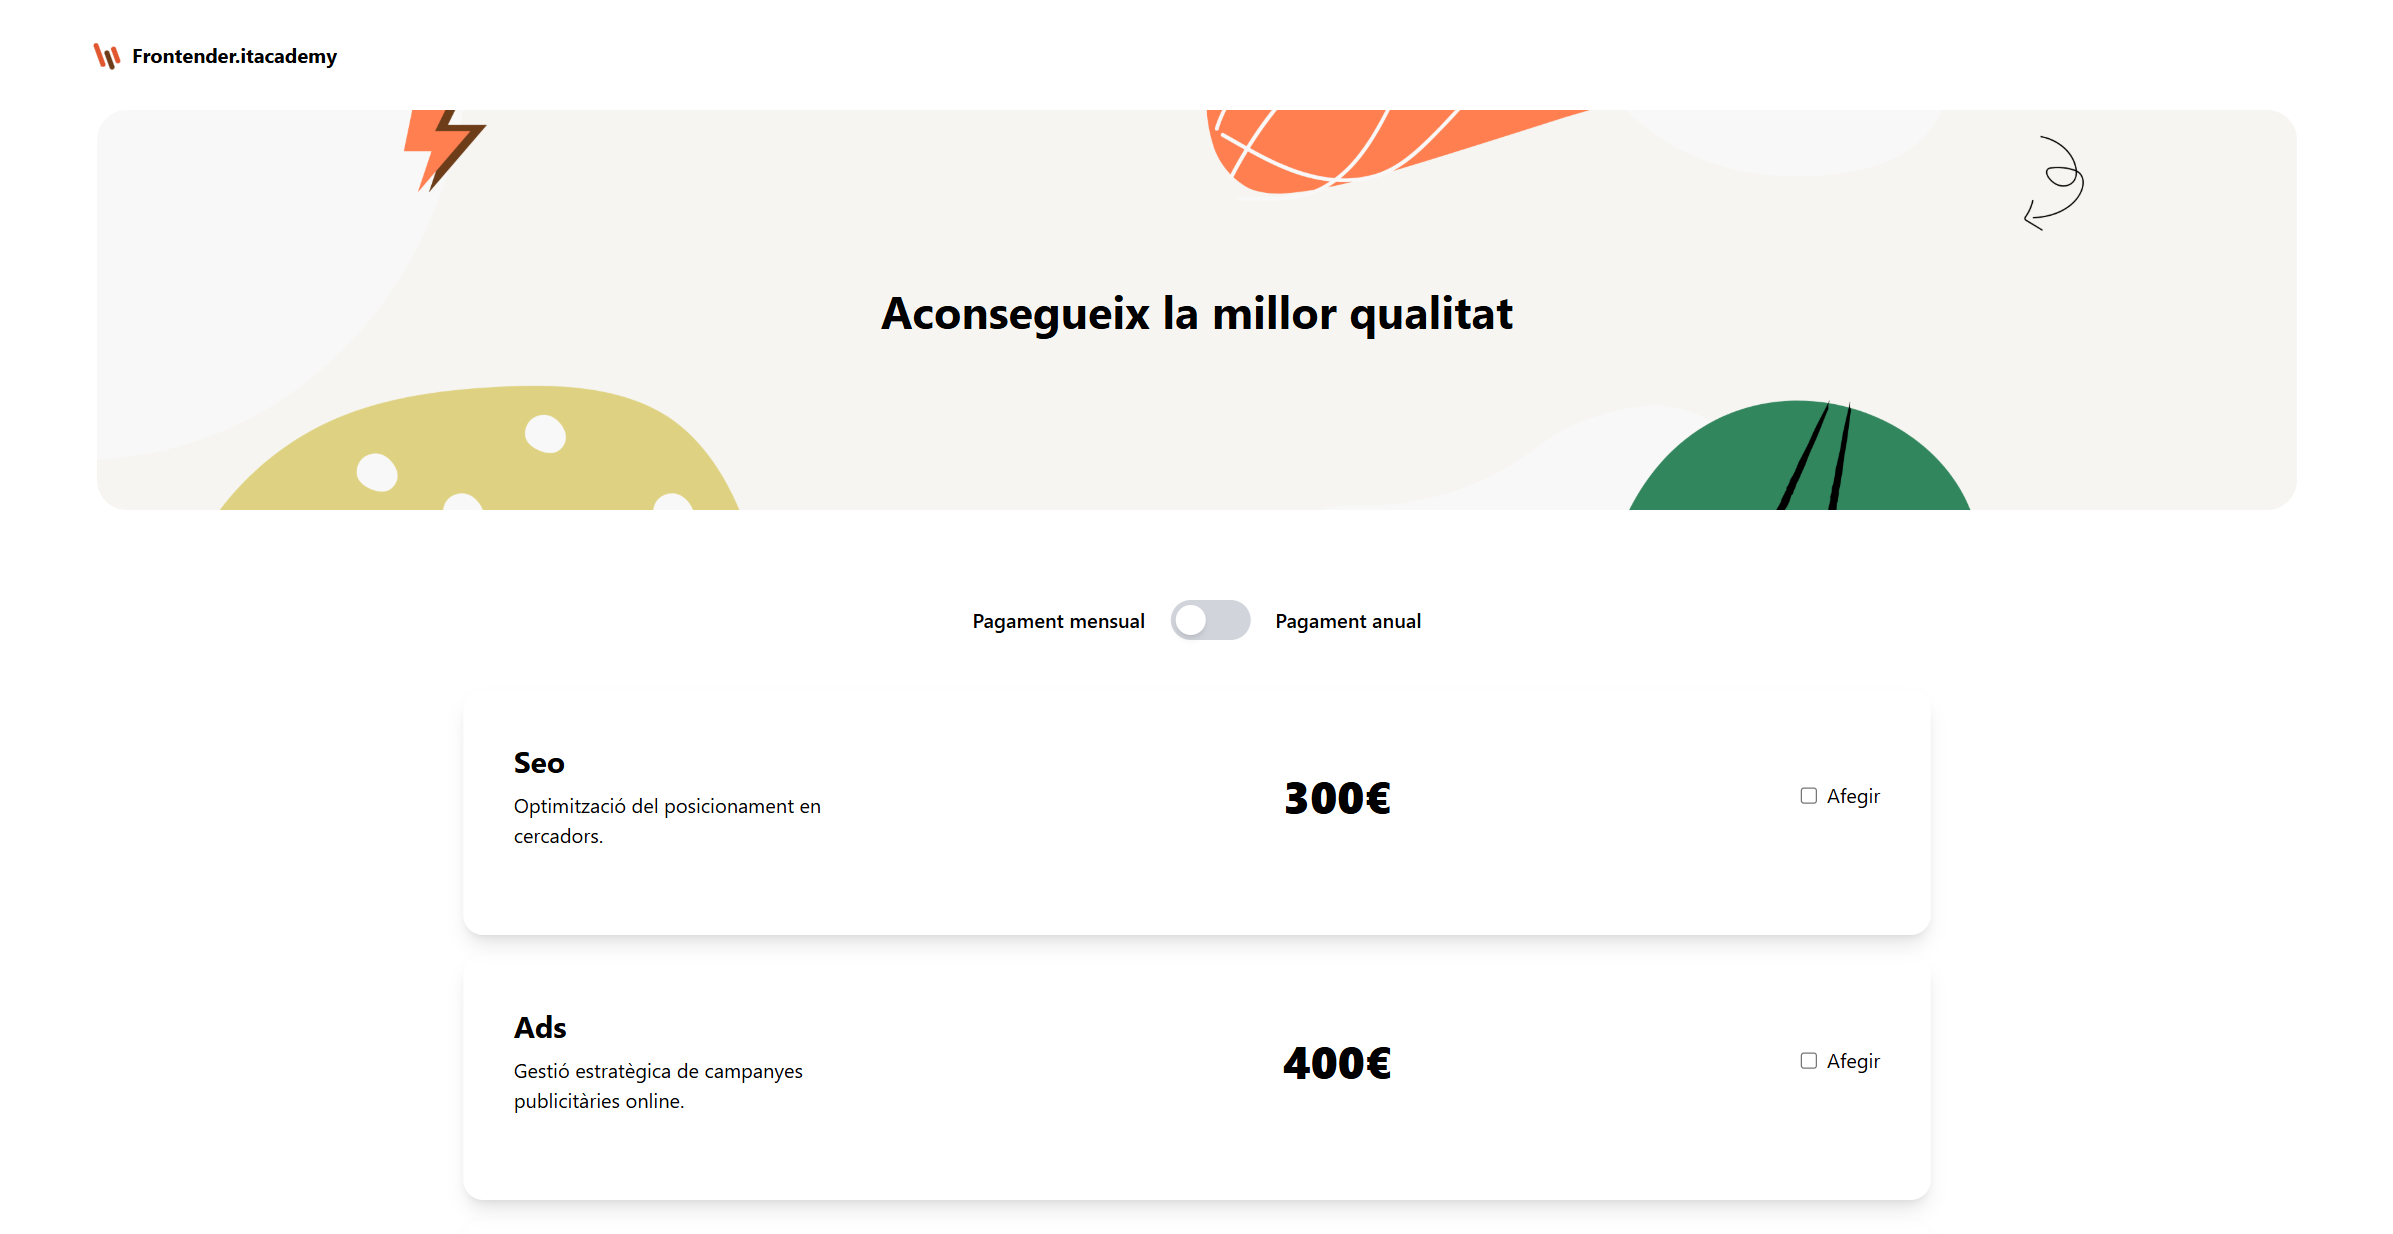 Frontender.itacademy
Aconsegueix la millor qualitat
Pagament mensual
Pagament anual
Seo
Optimització del posicionament en
cercadors.
300€
Afegir
Ads
Gestió estratègica de campanyes
publicitàries online.
400€
Afegir